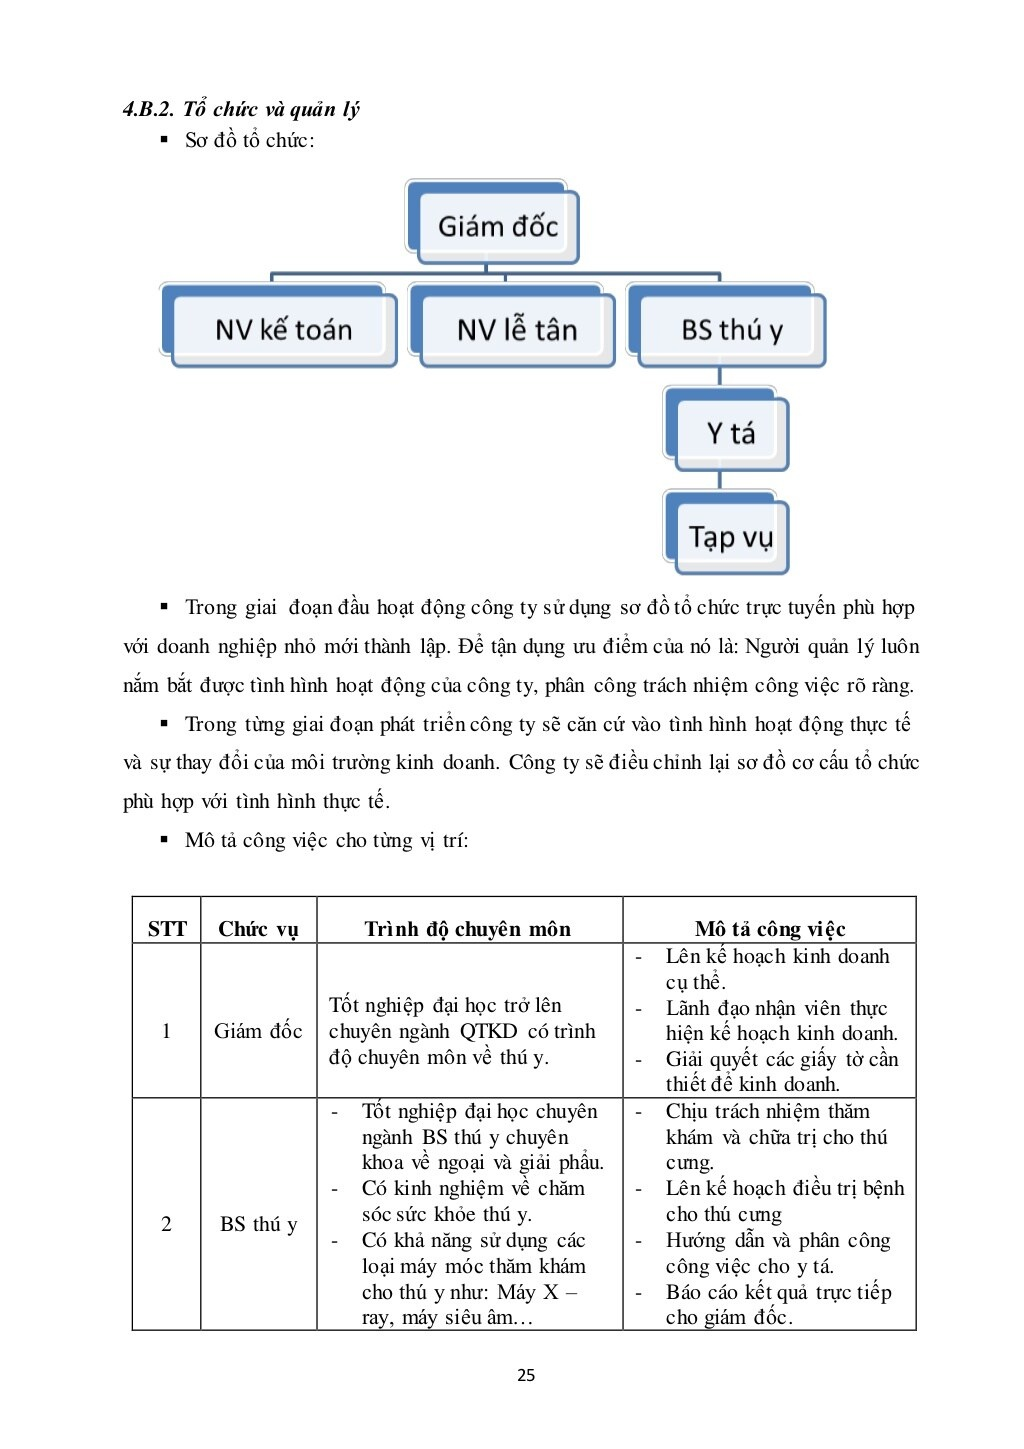 4.B.2. Tổ chức và quản lý
▪ Sơ đồ tổ chức:
Giám đốc
NV kế toán
NV lễ tân
BS thú y
Y tá
Tạp vụ
▪ Trong giai đoạn đầu hoạt động công ty sử dụng sơ đồ tổ chức trực tuyến phù hợp
với doanh nghiệp nhỏ mới thành lập. Để tận dụng ưu điểm của nó là: Người quản lý luôn
nắm bắt được tình hình hoạt động của công ty, phân công trách nhiệm công việc rõ ràng.
▪ Trong từng giai đoạn phát triển công ty sẽ căn cứ vào tình hình hoạt động thực tế
và sự thay đổi của môi trường kinh doanh. Công ty sẽ điều chỉnh lại sơ đồ cơ cấu tổ chức
phù hợp với tình hình thực tế.
▪ Mô tả công việc cho từng vị trí:
STT
Chức vụ
Trình độ chuyên môn
Mô tả công việc
1
Giám đốc
Tốt nghiệp đại học trở lên
chuyên ngành QTKD có trình
độ chuyên môn về thú y.
- Lên kế hoạch kinh doanh
cụ thể.
- Lãnh đạo nhận viên thực
hiện kế hoạch kinh doanh.
- Giải quyết các giấy tờ cần
thiết để kinh doanh.
2
BS thú y
- Tốt nghiệp đại học chuyên
ngành BS thú y chuyên
khoa về ngoại và giải phẩu.
- Có kinh nghiệm về chăm
sóc sức khỏe thú y.
- Có khả năng sử dụng các
loại máy móc thăm khám
cho thú y như: Máy X –
ray, máy siêu âm…
- Chịu trách nhiệm thăm
khám và chữa trị cho thú
cưng.
- Lên kế hoạch điều trị bệnh
cho thú cưng
- Hướng dẫn và phân công
công việc cho y tá.
- Báo cáo kết quả trực tiếp
cho giám đốc.
25